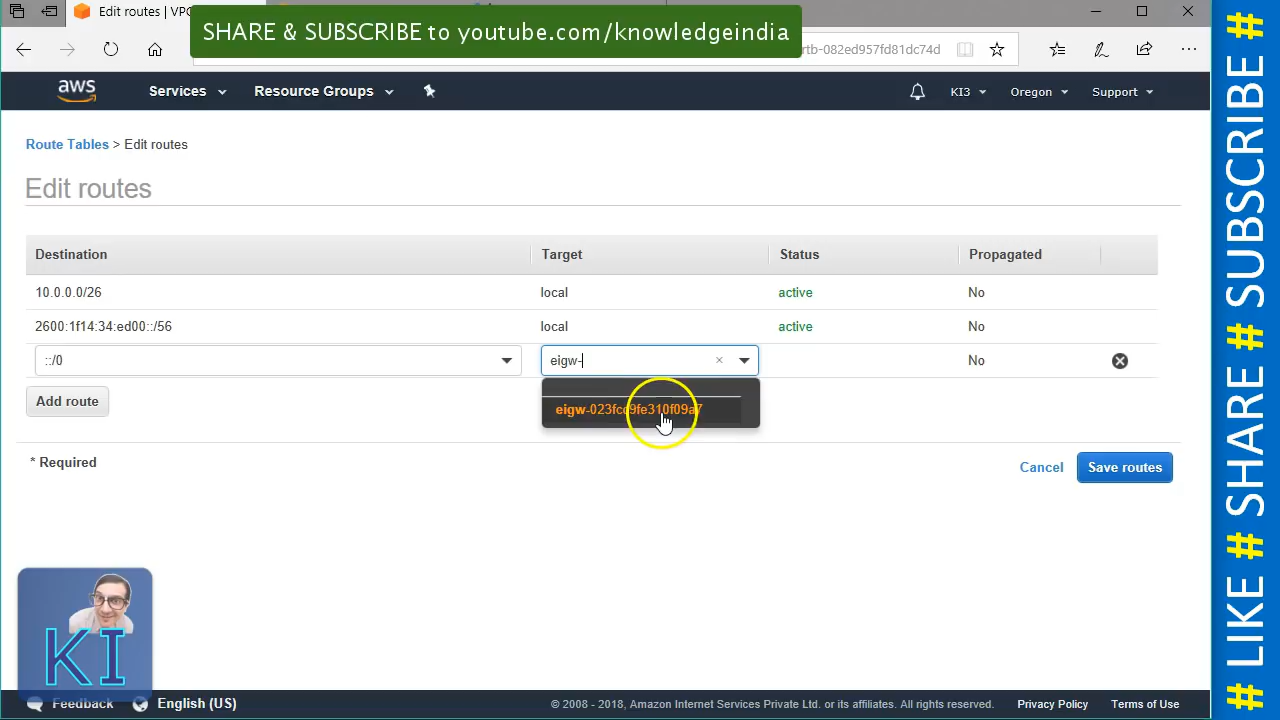 Edit routes | VPC
SHARE & SUBSCRIBE to youtube.com/knowledgeindia
rtb-082ed957fd81dc74d
aws
Services
Resource Groups
KI3
Oregon
Support
Route Tables > Edit routes
Edit routes
Destination Target Status Propagated
10.0.0.0/26 local active No
2600:1f14:34:ed00::/56 local active No
::/0 eigw- No
eigw-023fcc9fe310f09a7
Add route
* Required
Cancel
Save routes
KI
Feedback
English (US)
© 2008 - 2018, Amazon Internet Services Private Ltd. or its affiliates. All rights reserved.
Privacy Policy
Terms of Use
# LIKE # SHARE # SUBSCRIBE #